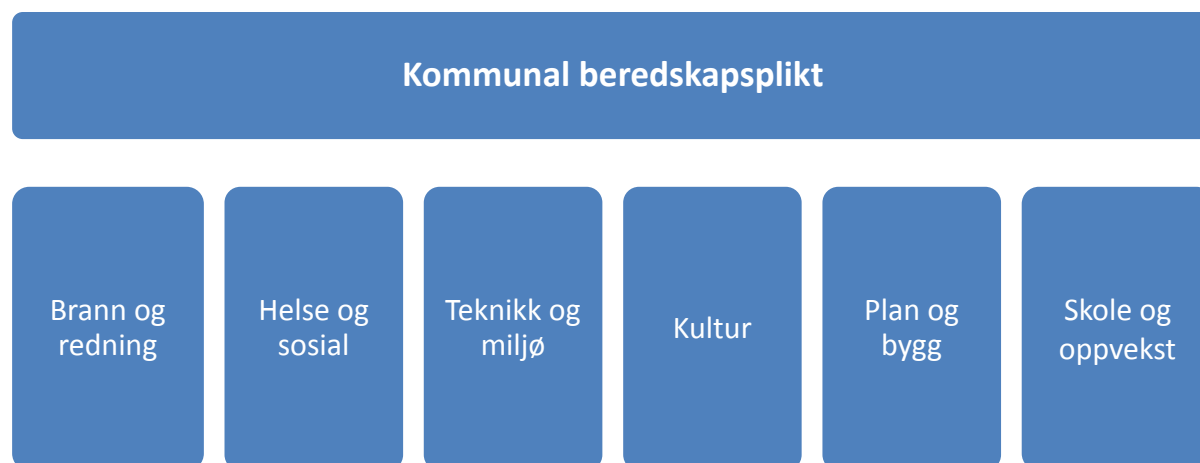 Kommunal beredskapsplikt
Brann og
redning
Helse og
sosial
Teknikk og
miljø
Kultur
Plan og
bygg
Skole og
oppvekst